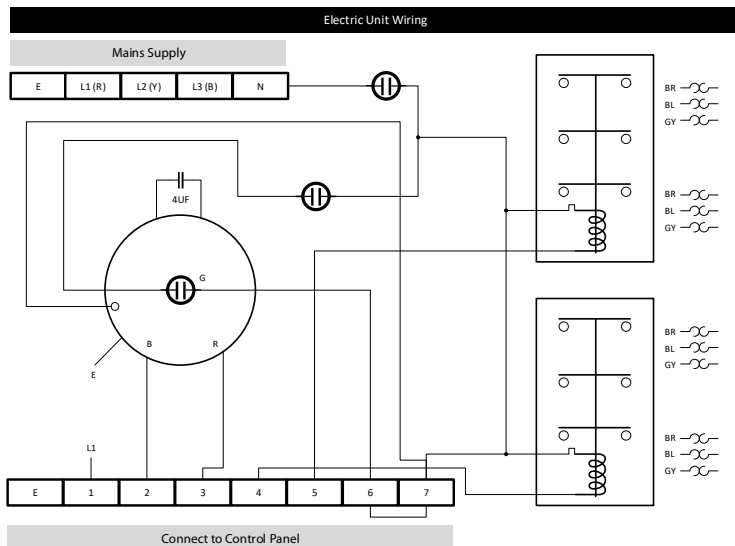 Electric Unit Wiring
Mains Supply
E L1 (R) L2 (Y) L3 (B) N
BR
BL
GY
BR
BL
GY
4UF
G
B R
E
BR
BL
GY
BR
BL
GY
L1
E 1 2 3 4 5 6 7
Connect to Control Panel